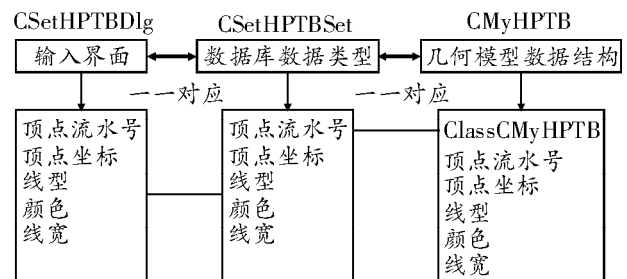 CSetHPTBDlg CSetHPTBSet CMyHPTB
输入界面 数据库数据类型 几何模型数据结构
一一对应 一一对应
顶点流水号
顶点坐标
线型
颜色
线宽
顶点流水号
顶点坐标
线型
颜色
线宽
ClassCMyHPTB
顶点流水号
顶点坐标
线型
颜色
线宽